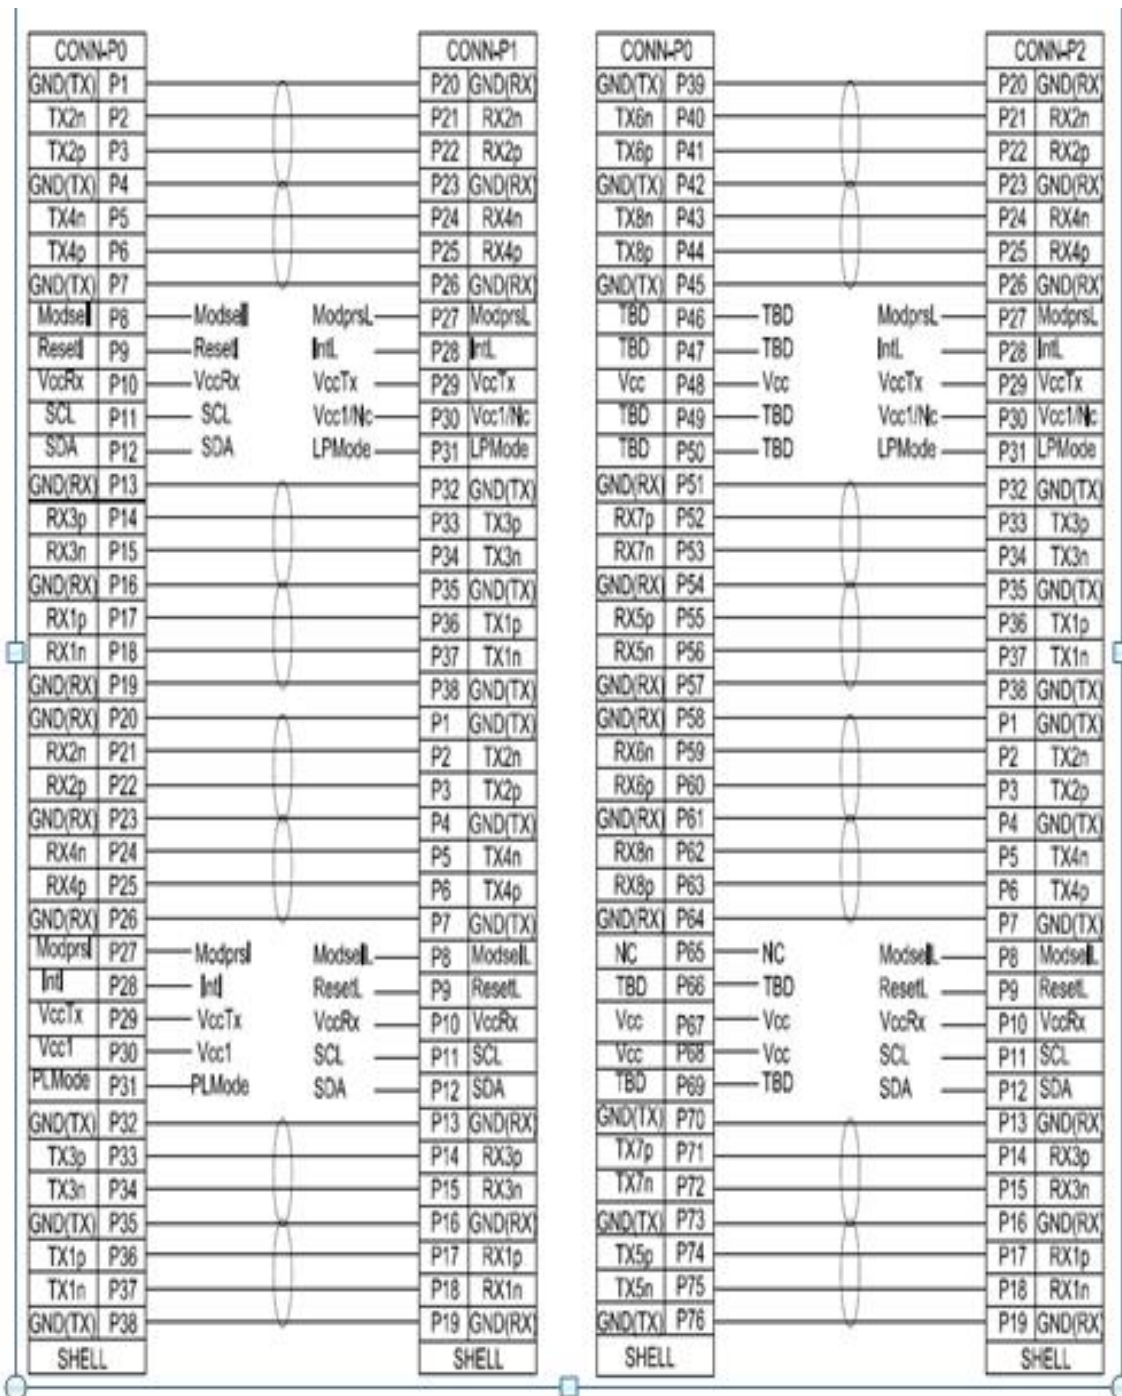 CONN-P0 CONN-P1 CONN-P0 CONN-P2
GND(TX) P1 P20 GND(RX) GND(TX) P39 P20 GND(RX)
TX2n P2 P21 RX2n TX6n P40 P21 RX2n
TX2p P3 P22 RX2p TX6p P41 P22 RX2p
GND(TX) P4 P23 GND(RX) GND(TX) P42 P23 GND(RX)
TX4n P5 P24 RX4n TX8n P43 P24 RX4n
TX4p P6 P25 RX4p TX8p P44 P25 RX4p
GND(TX) P7 P26 GND(RX) GND(TX) P45 P26 GND(RX)
Modsell P8 Modsell ModprsL P27 ModprsL TBD P46 TBD ModprsL P27 ModprsL
Resetl P9 Resetl IntL P28 IntL TBD P47 TBD IntL P28 IntL
VccRx P10 VccRx VccTx P29 VccTx Vcc P48 Vcc VccTx P29 VccTx
SCL P11 SCL Vcc1/Nc P30 Vcc1/Nc TBD P49 TBD Vcc1/Nc P30 Vcc1/Nc
SDA P12 SDA LPMode P31 LPMode TBD P50 TBD LPMode P31 LPMode
GND(RX) P13 P32 GND(TX) GND(RX) P51 P32 GND(TX)
RX3p P14 P33 TX3p RX7p P52 P33 TX3p
RX3n P15 P34 TX3n RX7n P53 P34 TX3n
GND(RX) P16 P35 GND(TX) GND(RX) P54 P35 GND(TX)
RX1p P17 P36 TX1p RX5p P55 P36 TX1p
RX1n P18 P37 TX1n RX5n P56 P37 TX1n
GND(RX) P19 P38 GND(TX) GND(RX) P57 P38 GND(TX)
GND(RX) P20 P1 GND(TX) GND(RX) P58 P1 GND(TX)
RX2n P21 P2 TX2n RX6n P59 P2 TX2n
RX2p P22 P3 TX2p RX6p P60 P3 TX2p
GND(RX) P23 P4 GND(TX) GND(RX) P61 P4 GND(TX)
RX4n P24 P5 TX4n RX8n P62 P5 TX4n
RX4p P25 P6 TX4p RX8p P63 P6 TX4p
GND(RX) P26 P7 GND(TX) GND(RX) P64 P7 GND(TX)
Modprsl P27 Modprsl ModselL P8 ModselL NC P65 NC ModselL P8 ModselL
Intl P28 Intl ResetL P9 ResetL TBD P66 TBD ResetL P9 ResetL
VccTx P29 VccTx VccRx P10 VccRx Vcc P67 Vcc VccRx P10 VccRx
Vcc1 P30 Vcc1 SCL P11 SCL Vcc P68 Vcc SCL P11 SCL
PLMode P31 PLMode SDA P12 SDA TBD P69 TBD SDA P12 SDA
GND(TX) P32 P13 GND(RX) GND(TX) P70 P13 GND(RX)
TX3p P33 P14 RX3p TX7p P71 P14 RX3p
TX3n P34 P15 RX3n TX7n P72 P15 RX3n
GND(TX) P35 P16 GND(RX) GND(TX) P73 P16 GND(RX)
TX1p P36 P17 RX1p TX5p P74 P17 RX1p
TX1n P37 P18 RX1n TX5n P75 P18 RX1n
GND(TX) P38 P19 GND(RX) GND(TX) P76 P19 GND(RX)
SHELL SHELL SHELL SHELL